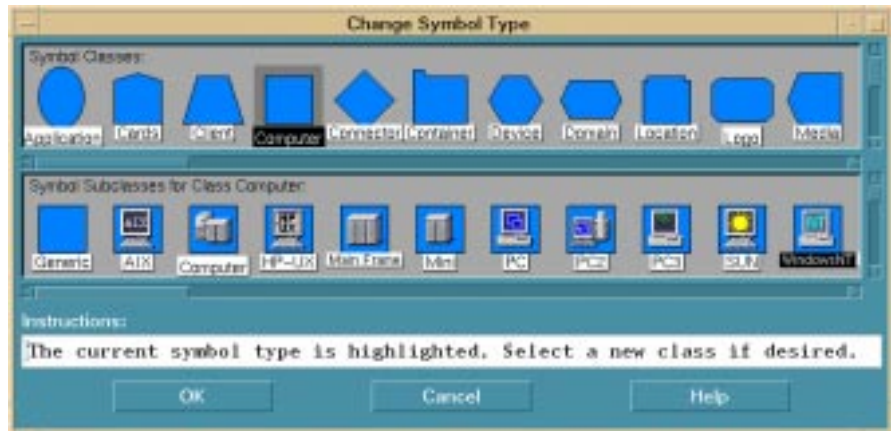 Change Symbol Type
Symbol Classes:
Application Cards Client Computer Connector Container Device Domain Location Logo Media
Symbol Subclasses for Class Computer:
Generic AIX Computer HP-UX Main Frame Mini PC PC2 PC3 SUN WindowsNT
Instructions:
The current symbol type is highlighted. Select a new class if desired.
OK Cancel Help